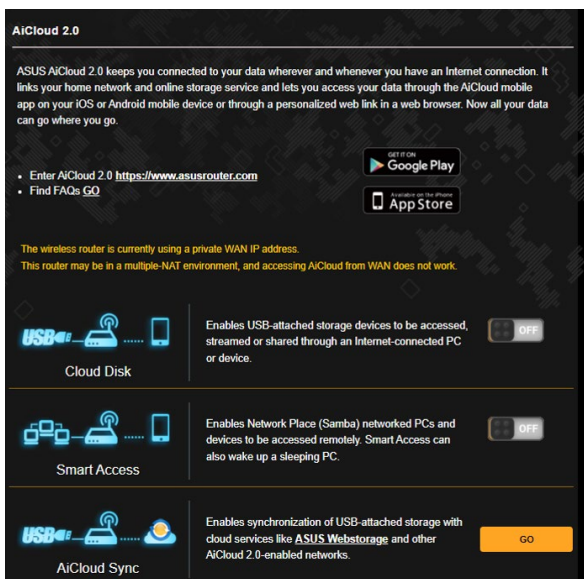 AiCloud 2.0
ASUS AiCloud 2.0 keeps you connected to your data wherever and whenever you have an Internet connection. It
links your home network and online storage service and lets you access your data through the AiCloud mobile
app on your iOS or Android mobile device or through a personalized web link in a web browser. Now all your data
can go where you go.
GET IT ON
Google Play
• Enter AiCloud 2.0 https://www.asusrouter.com
• Find FAQs GO
Available on the iPhone
App Store
The wireless router is currently using a private WAN IP address.
This router may be in a multiple-NAT environment, and accessing AiCloud from WAN does not work.
USB
Cloud Disk
Enables USB-attached storage devices to be accessed,
streamed or shared through an Internet-connected PC
or device.
OFF
Smart Access
Enables Network Place (Samba) networked PCs and
devices to be accessed remotely. Smart Access can
also wake up a sleeping PC.
OFF
USB
AiCloud Sync
Enables synchronization of USB-attached storage with
cloud services like ASUS Webstorage and other
AiCloud 2.0-enabled networks.
GO